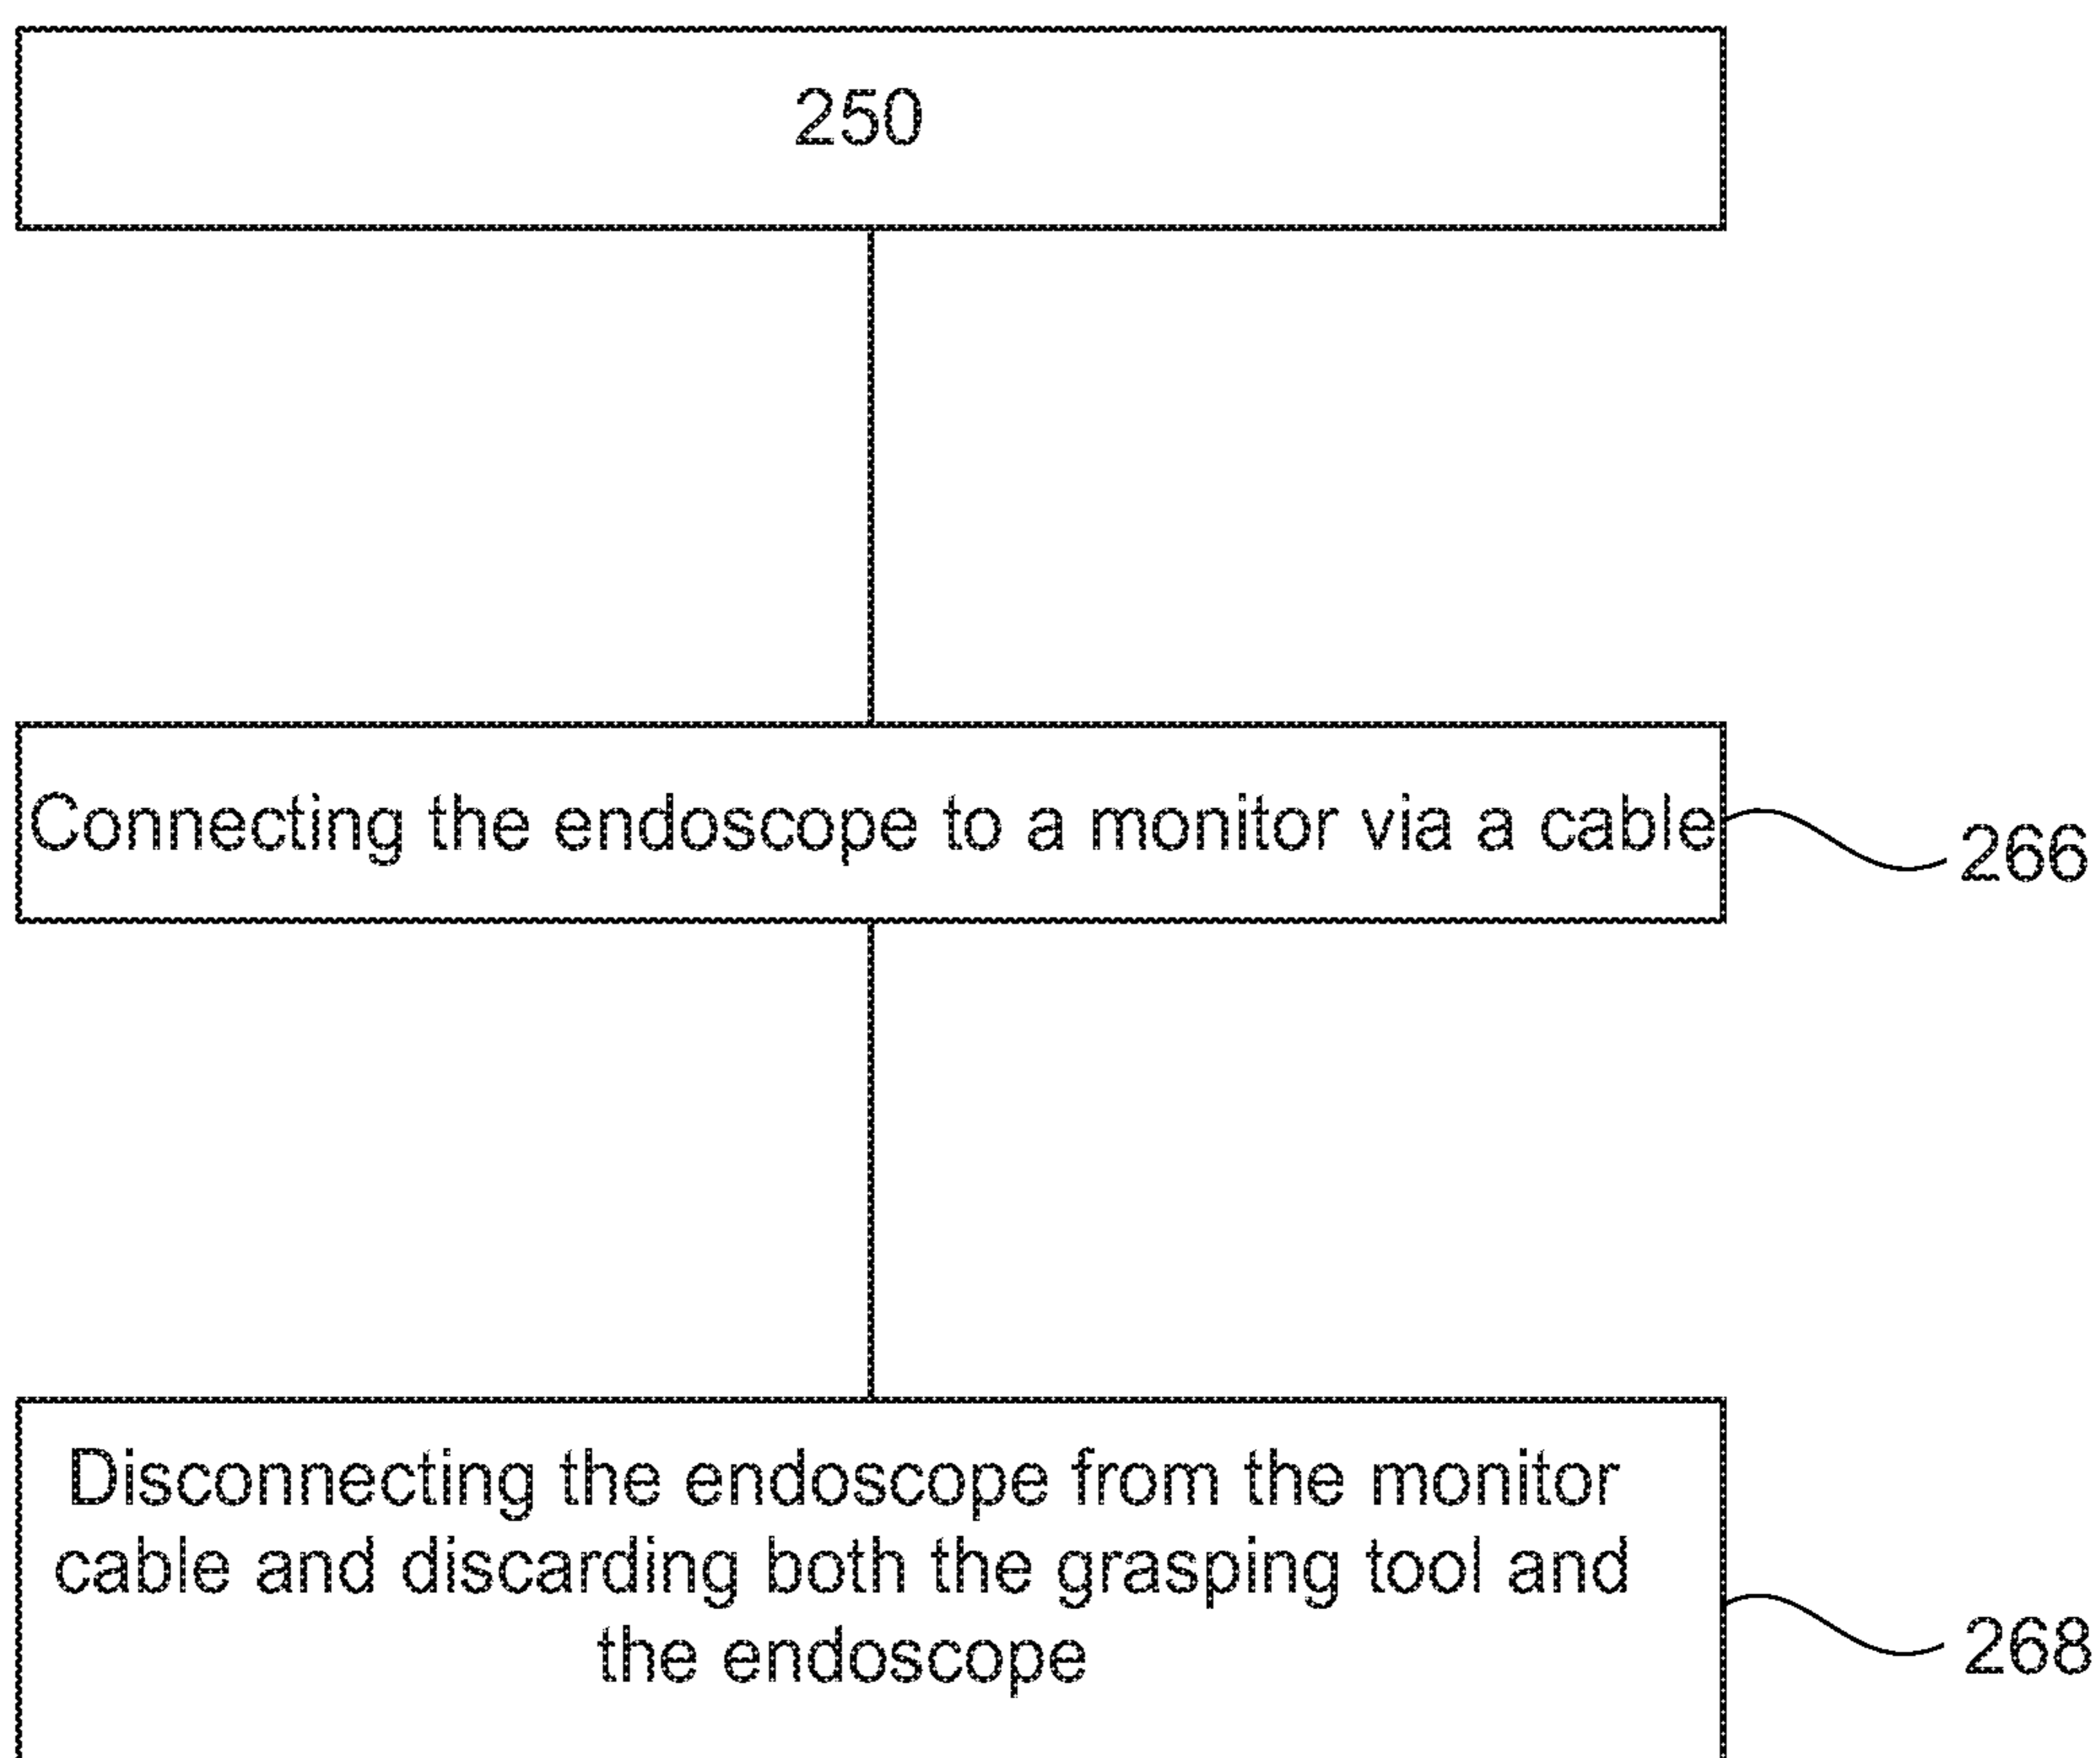 250
Connecting the endoscope to a monitor via a cable
266
Disconnecting the endoscope from the monitor
cable and discarding both the grasping tool and
the endoscope
268